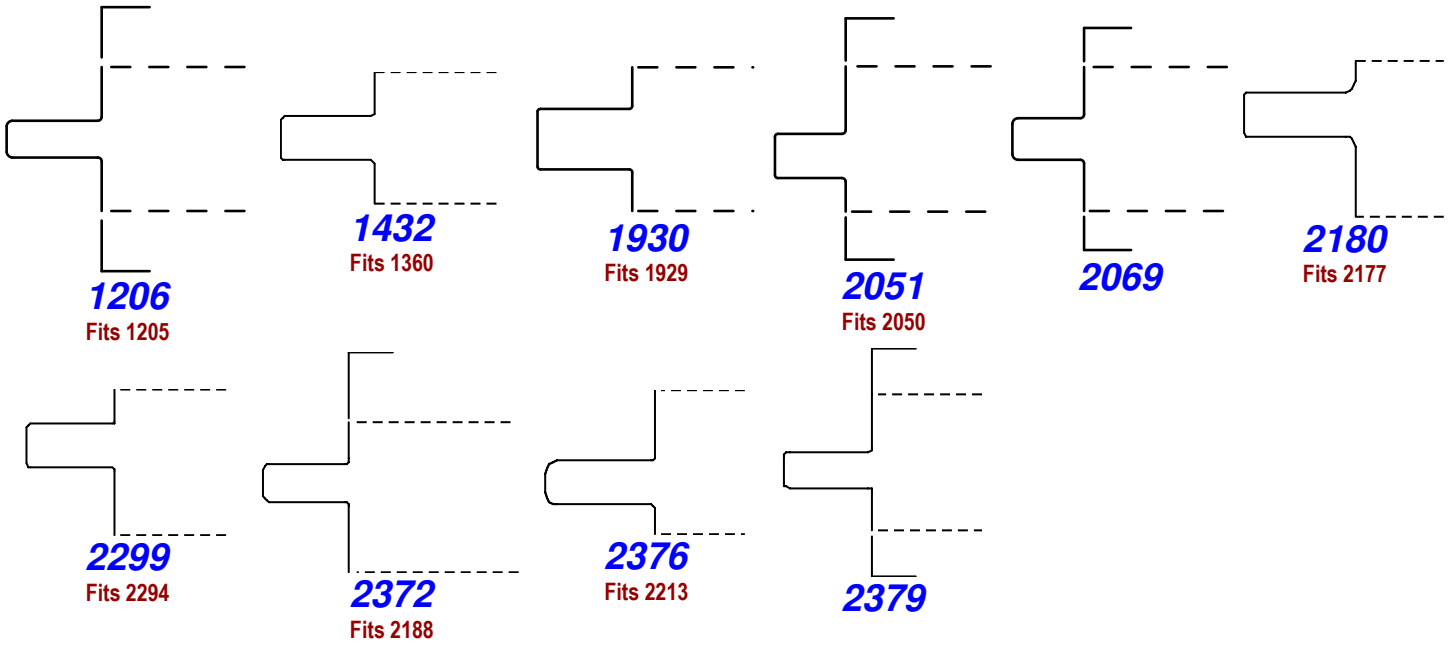 1206
Fits 1205
1432
Fits 1360
1930
Fits 1929
2051
Fits 2050
2069
2180
Fits 2177
2299
Fits 2294
2372
Fits 2188
2376
Fits 2213
2379